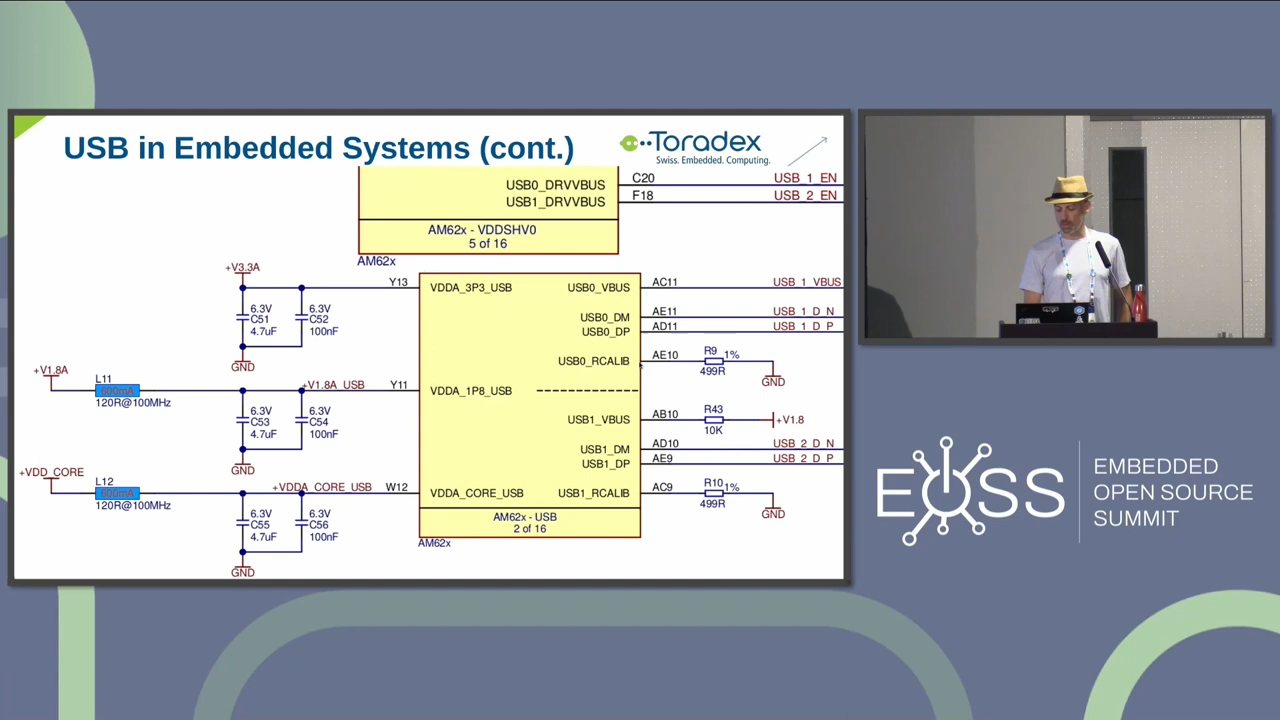 USB in Embedded Systems (cont.)
Toradex
Swiss. Embedded. Computing.
USB0_DRVVBUS C20 USB_1_EN
USB1_DRVVBUS F18 USB_2_EN
AM62x - VDDSHV0
5 of 16
AM62x
+V3.3A
Y13 VDDA_3P3_USB USB0_VBUS AC11 USB_1_VBUS
6.3V 6.3V
C51 C52
4.7uF 100nF
GND
USB0_DM AE11 USB_1_D_N
USB0_DP AD11 USB_1_D_P
USB0_RCALIB AE10 R9 1%
499R
GND
+V1.8A
L11
600mA
120R@100MHz
+V1.8A_USB Y11 VDDA_1P8_USB
6.3V 6.3V
C53 C54
4.7uF 100nF
GND
USB1_VBUS AB10 R43 +V1.8
10K
USB1_DM AD10 USB_2_D_N
USB1_DP AE9 USB_2_D_P
+VDD_CORE
L12
600mA
120R@100MHz
+VDDA_CORE_USB W12 VDDA_CORE_USB
USB1_RCALIB AC9 R10 1%
499R
GND
6.3V 6.3V
C55 C56
4.7uF 100nF
GND
AM62x - USB
2 of 16
AM62x
EOSS
EMBEDDED
OPEN SOURCE
SUMMIT